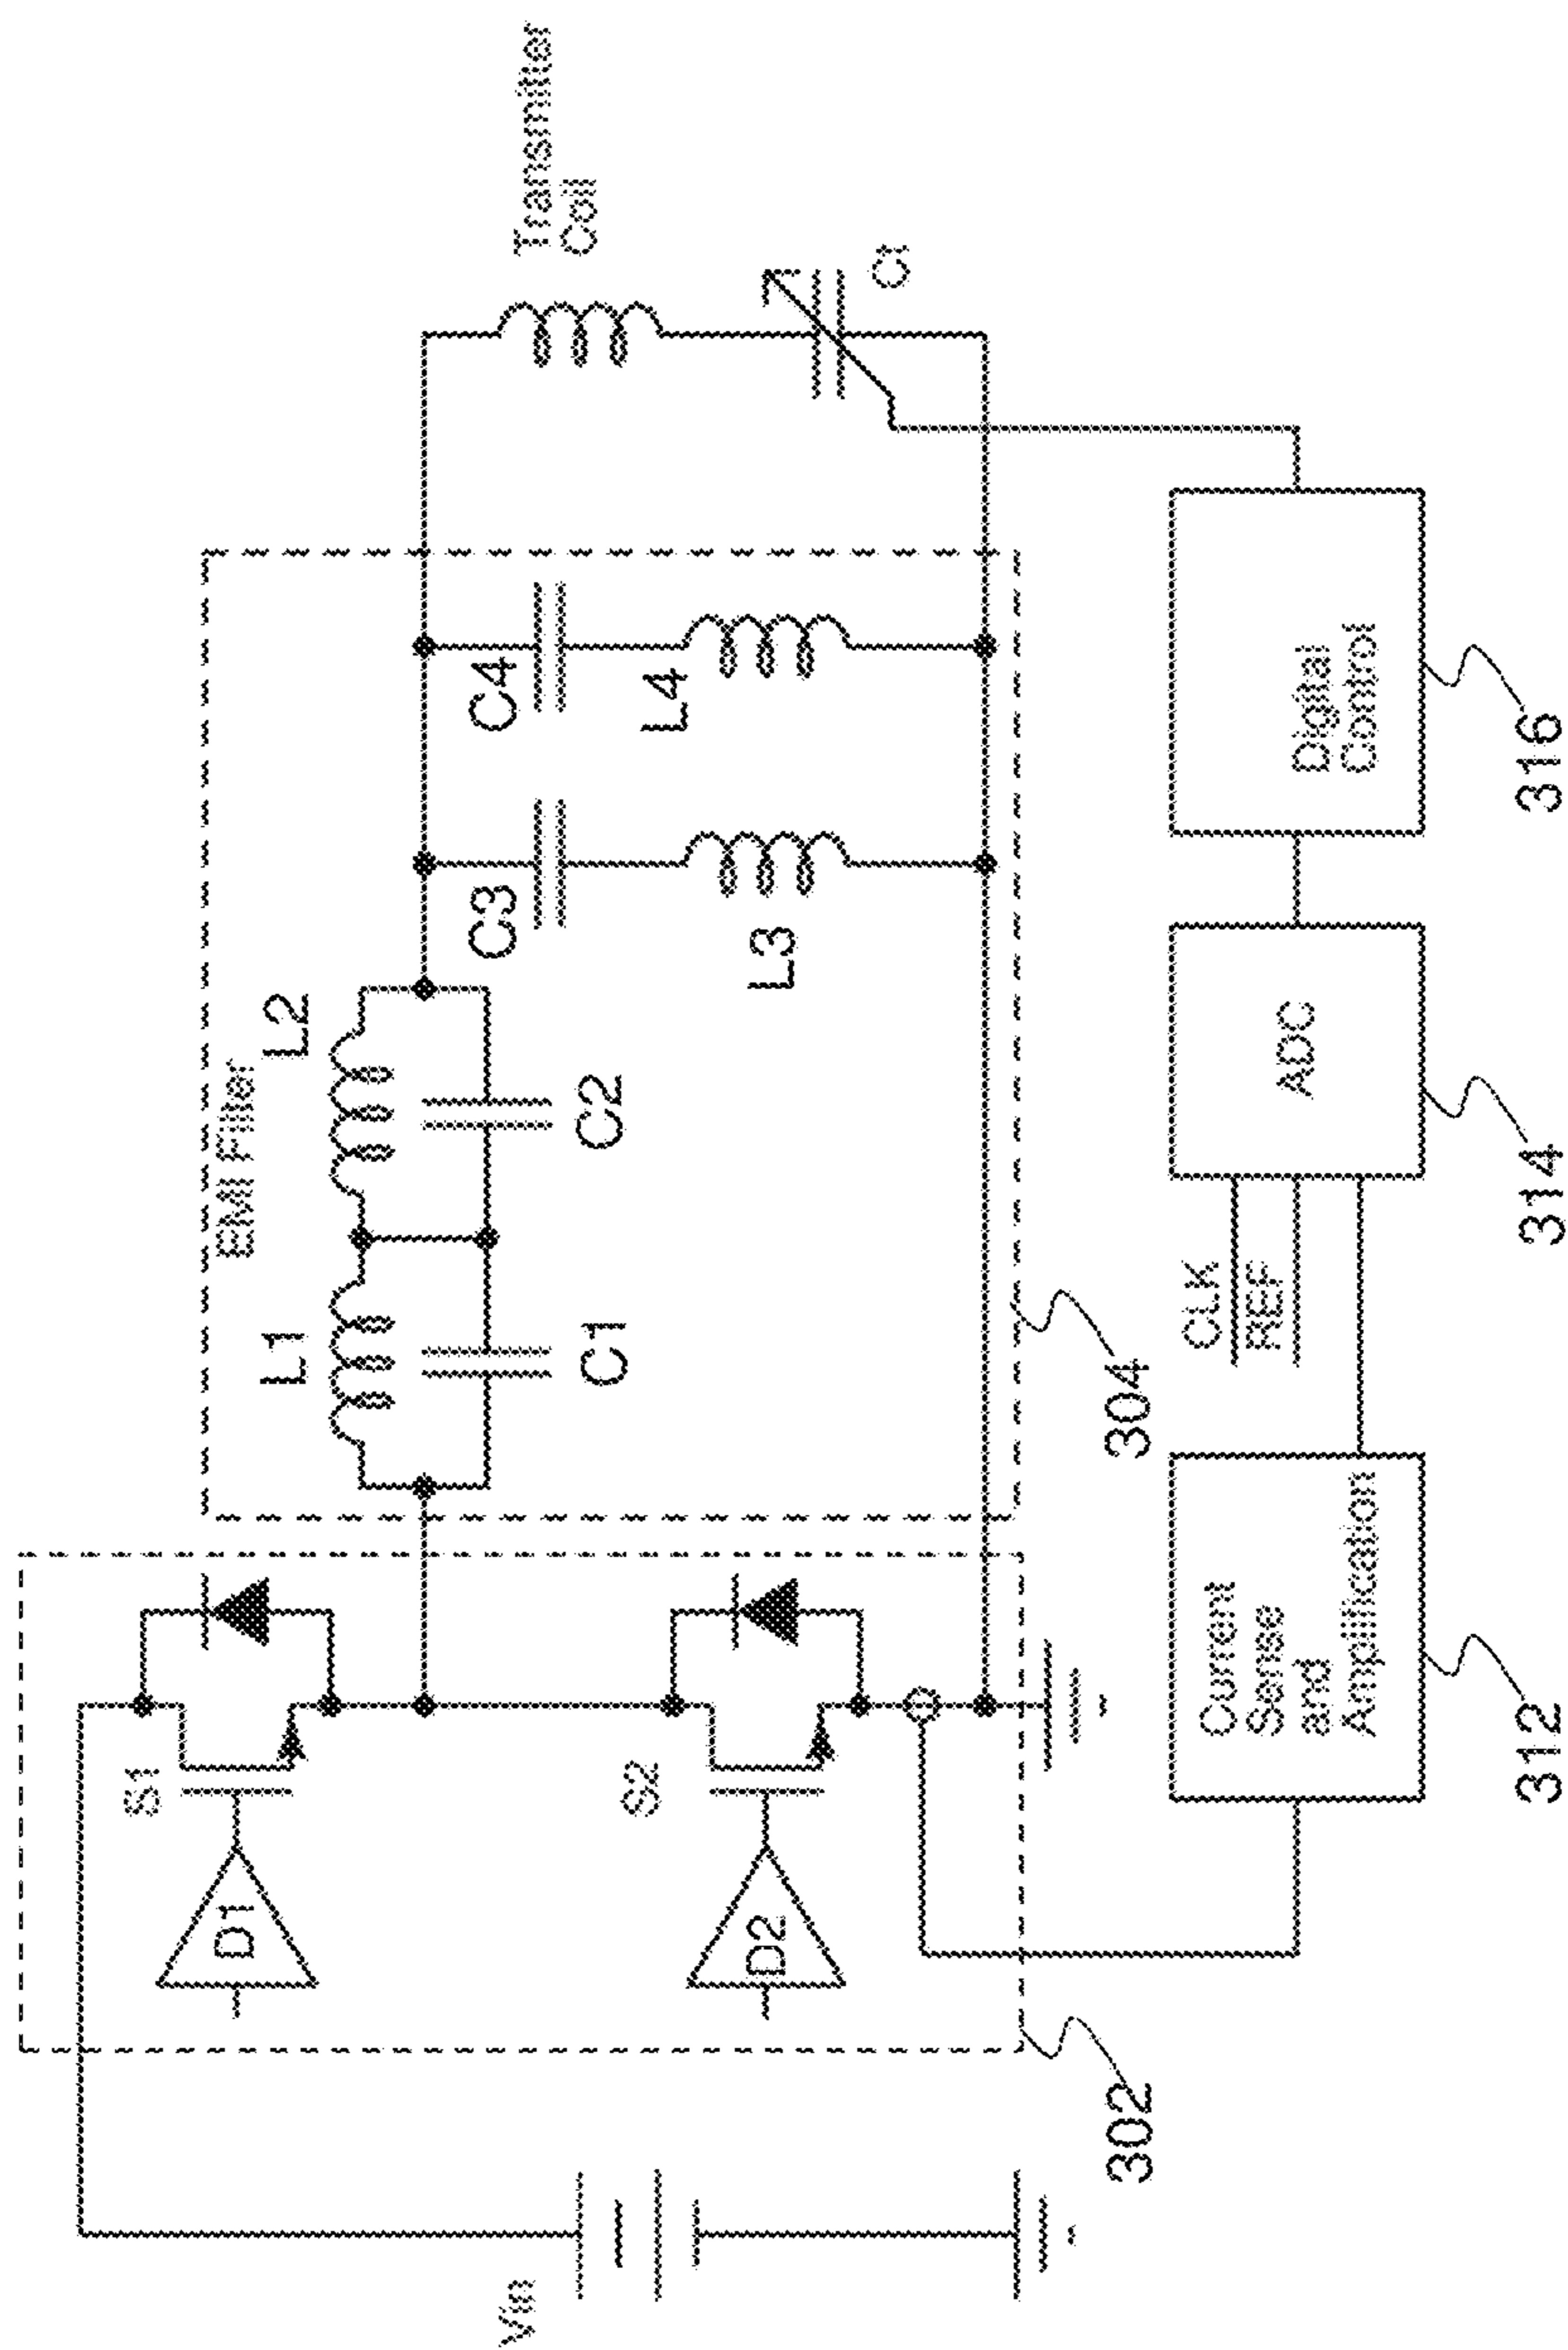 Vin
302
S1
D1
S2
D2
EMI Filter
L1
L2
C1
C2
C3
L3
C4
L4
304
Transmitter
Coil
Ct
Current
Sense
and
Amplification
312
CLK
REF
ADC
314
Digital
Control
316